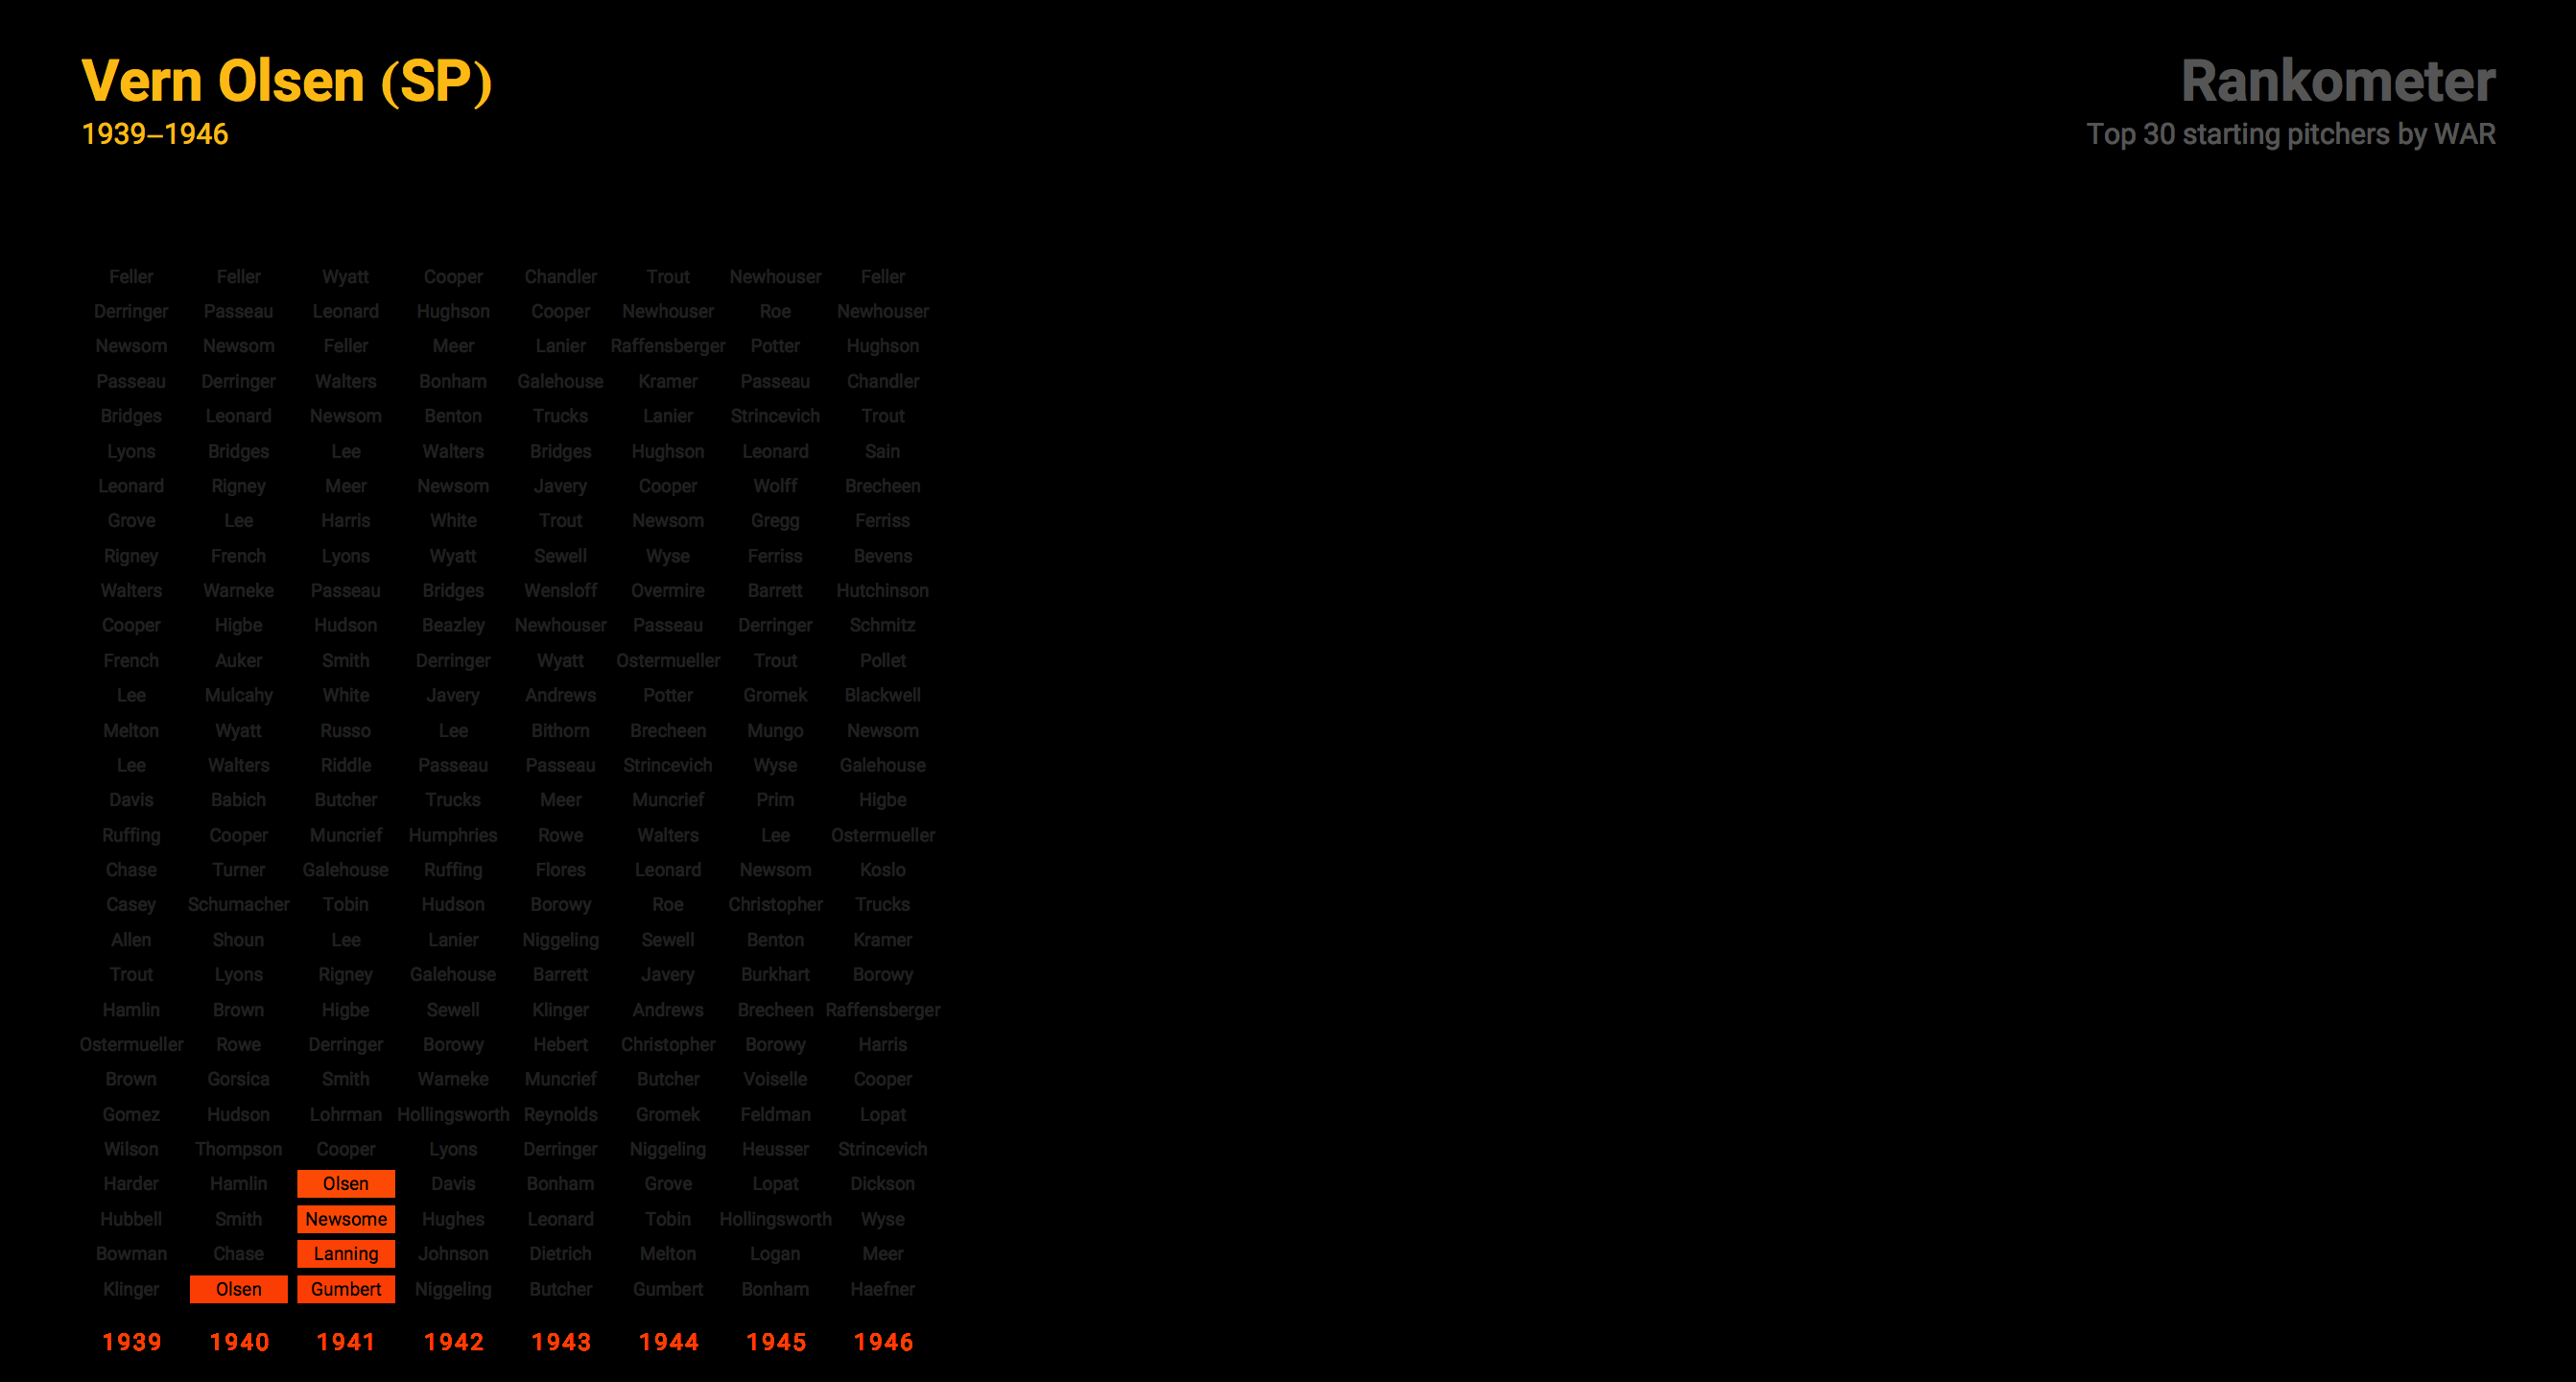 Vern Olsen (SP)
1939–1946
Rankometer
Top 30 starting pitchers by WAR
Feller Feller Wyatt Cooper Chandler Trout Newhouser Feller
Derringer Passeau Leonard Hughson Cooper Newhouser Roe Newhouser
Newsom Newsom Feller Meer Lanier Raffensberger Potter Hughson
Passeau Derringer Walters Bonham Galehouse Kramer Passeau Chandler
Bridges Leonard Newsom Benton Trucks Lanier Strincevich Trout
Lyons Bridges Lee Walters Bridges Hughson Leonard Sain
Leonard Rigney Meer Newsom Javery Cooper Wolff Brecheen
Grove Lee Harris White Trout Newsom Gregg Ferriss
Rigney French Lyons Wyatt Sewell Wyse Ferriss Bevens
Walters Warneke Passeau Bridges Wensloff Overmire Barrett Hutchinson
Cooper Higbe Hudson Beazley Newhouser Passeau Derringer Schmitz
French Auker Smith Derringer Wyatt Ostermueller Trout Pollet
Lee Mulcahy White Javery Andrews Potter Gromek Blackwell
Melton Wyatt Russo Lee Bithorn Brecheen Mungo Newsom
Lee Walters Riddle Passeau Passeau Strincevich Wyse Galehouse
Davis Babich Butcher Trucks Meer Muncrief Prim Higbe
Ruffing Cooper Muncrief Humphries Rowe Walters Lee Ostermueller
Chase Turner Galehouse Ruffing Flores Leonard Newsom Koslo
Casey Schumacher Tobin Hudson Borowy Roe Christopher Trucks
Allen Shoun Lee Lanier Niggeling Sewell Benton Kramer
Trout Lyons Rigney Galehouse Barrett Javery Burkhart Borowy
Hamlin Brown Higbe Sewell Klinger Andrews Brecheen Raffensberger
Ostermueller Rowe Derringer Borowy Hebert Christopher Borowy Harris
Brown Gorsica Smith Warneke Muncrief Butcher Voiselle Cooper
Gomez Hudson Lohrman Hollingsworth Reynolds Gromek Feldman Lopat
Wilson Thompson Cooper Lyons Derringer Niggeling Heusser Strincevich
Harder Hamlin Olsen Davis Bonham Grove Lopat Dickson
Hubbell Smith Newsome Hughes Leonard Tobin Hollingsworth Wyse
Bowman Chase Lanning Johnson Dietrich Melton Logan Meer
Klinger Olsen Gumbert Niggeling Butcher Gumbert Bonham Haefner
1939 1940 1941 1942 1943 1944 1945 1946